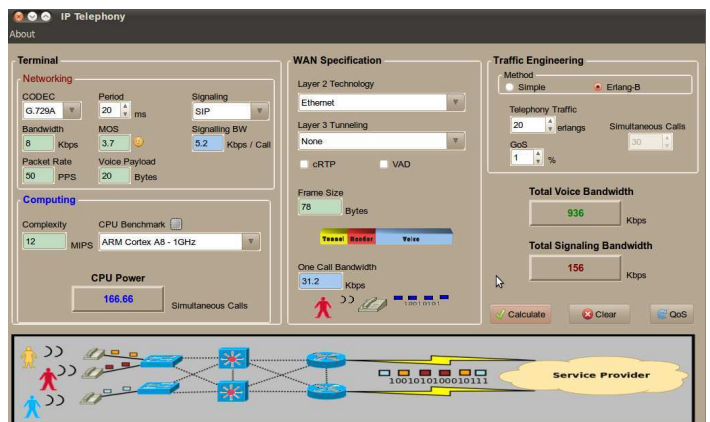 IP Telephony
About
Terminal
Networking
CODEC
Period
Signaling
G.729A
20
ms
SIP
Bandwidth
MOS
Signalling BW
8
Kbps
3.7
5.2
Kbps / Call
Packet Rate
Voice Payload
50
PPS
20
Bytes
Computing
Complexity
CPU Benchmark
12
MIPS
ARM Cortex A8 - 1GHz
CPU Power
166.66
Simultaneous Calls
WAN Specification
Layer 2 Technology
Ethernet
Layer 3 Tunneling
None
cRTP
VAD
Frame Size
78
Bytes
Tunnel Header Voice
One Call Bandwidth
31.2
Kbps
10010101
Traffic Engineering
Method
Simple
Erlang-B
Telephony Traffic
20
erlangs
Simultaneous Calls
30
GoS
1
%
Total Voice Bandwidth
936
Kbps
Total Signaling Bandwidth
156
Kbps
Calculate
Clear
QoS
100101010001011​1
Service Provider